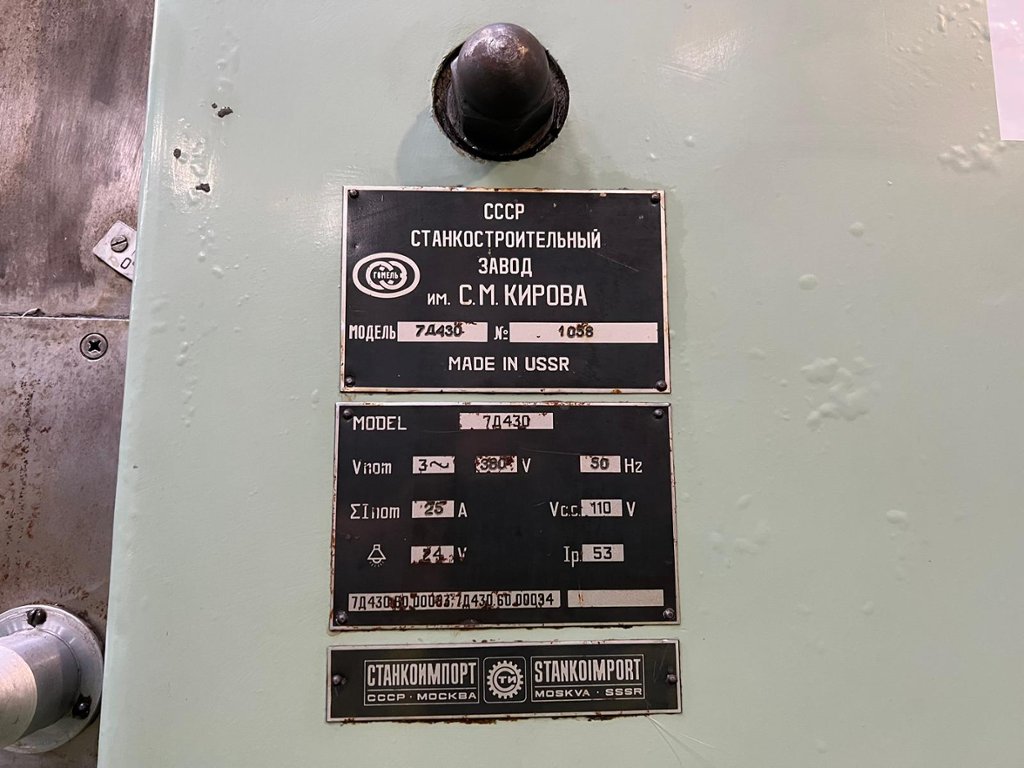 СССР
СТАНКОСТРОИТЕЛЬНЫЙ
ЗАВОД
ГОМЕЛЬ
им. С.М. КИРОВА
МОДЕЛЬ 7Д430 № 1058
MADE IN USSR
MODEL 7Д430
Vnom 3~ 380 V 50 Hz
ΣInom 25 A Vc.c. 110 V
24 V Ip 53
7Д430.60.00083;7Д430.60.00034
СТАНКОИМПОРТ
СССР · МОСКВА
ТИ
STANKOIMPORT
MOSKVA · SSSR